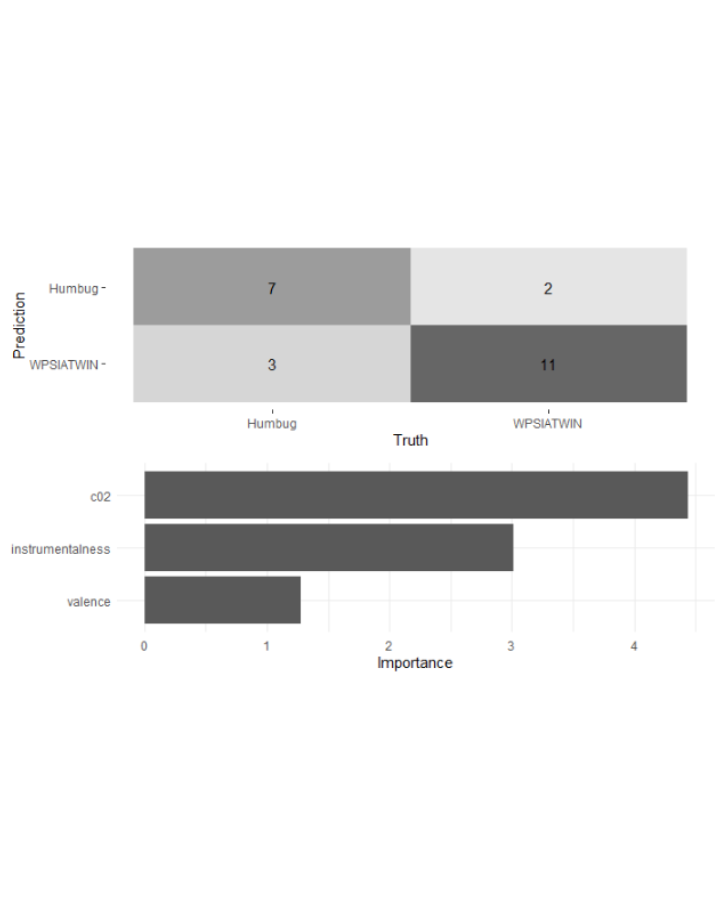 Prediction
Humbug
7
2
WPSIATWIN
3
11
Humbug
WPSIATWIN
Truth
c02
instrumentalness
valence
0 1 2 3 4
Importance